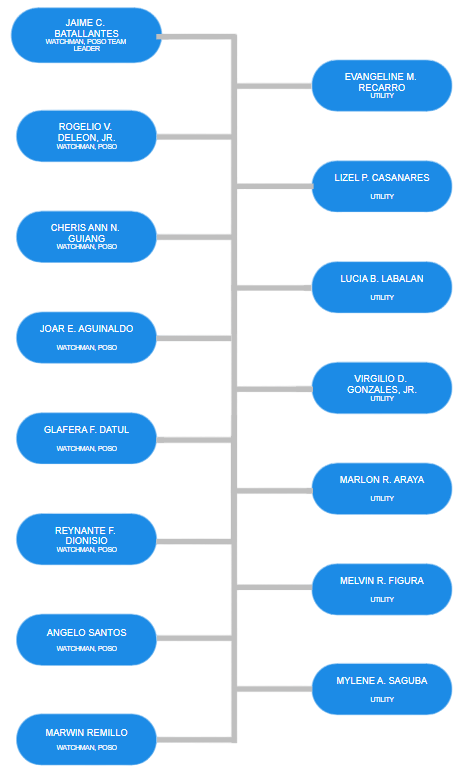 JAIME C.
BATALLANTES
WATCHMAN, POSO TEAM
LEADER
EVANGELINE M.
RECARRO
UTILITY
ROGELIO V.
DELEON, JR.
WATCHMAN, POSO
LIZEL P. CASANARES
UTILITY
CHERIS ANN N.
GUIANG
WATCHMAN, POSO
LUCIA B. LABALAN
UTILITY
JOAR E. AGUINALDO
WATCHMAN, POSO
VIRGILIO D.
GONZALES, JR.
UTILITY
GLAFERA F. DATUL
WATCHMAN, POSO
MARLON R. ARAYA
UTILITY
REYNANTE F.
DIONISIO
WATCHMAN, POSO
MELVIN R. FIGURA
UTILITY
ANGELO SANTOS
WATCHMAN, POSO
MYLENE A. SAGUBA
UTILITY
MARWIN REMILLO
WATCHMAN, POSO